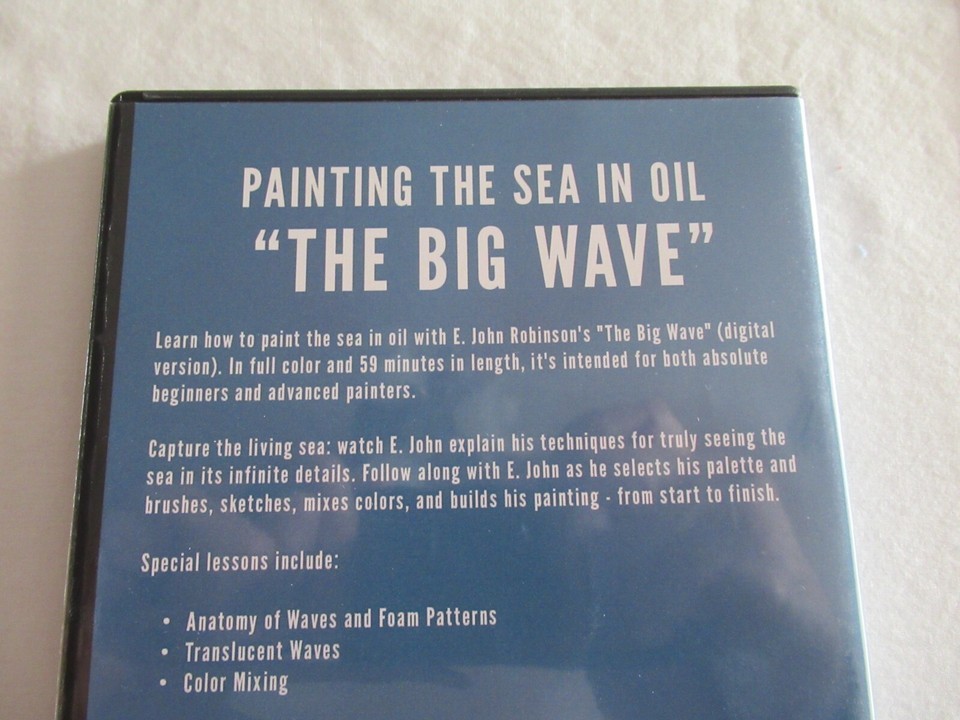 PAINTING THE SEA IN OIL
“THE BIG WAVE”
Learn how to paint the sea in oil with E. John Robinson's "The Big Wave" (digital
version). In full color and 59 minutes in length, it's intended for both absolute
beginners and advanced painters.
Capture the living sea: watch E. John explain his techniques for truly seeing the
sea in its infinite details. Follow along with E. John as he selects his palette and
brushes, sketches, mixes colors, and builds his painting - from start to finish.
Special lessons include:
• Anatomy of Waves and Foam Patterns
• Translucent Waves
• Color Mixing